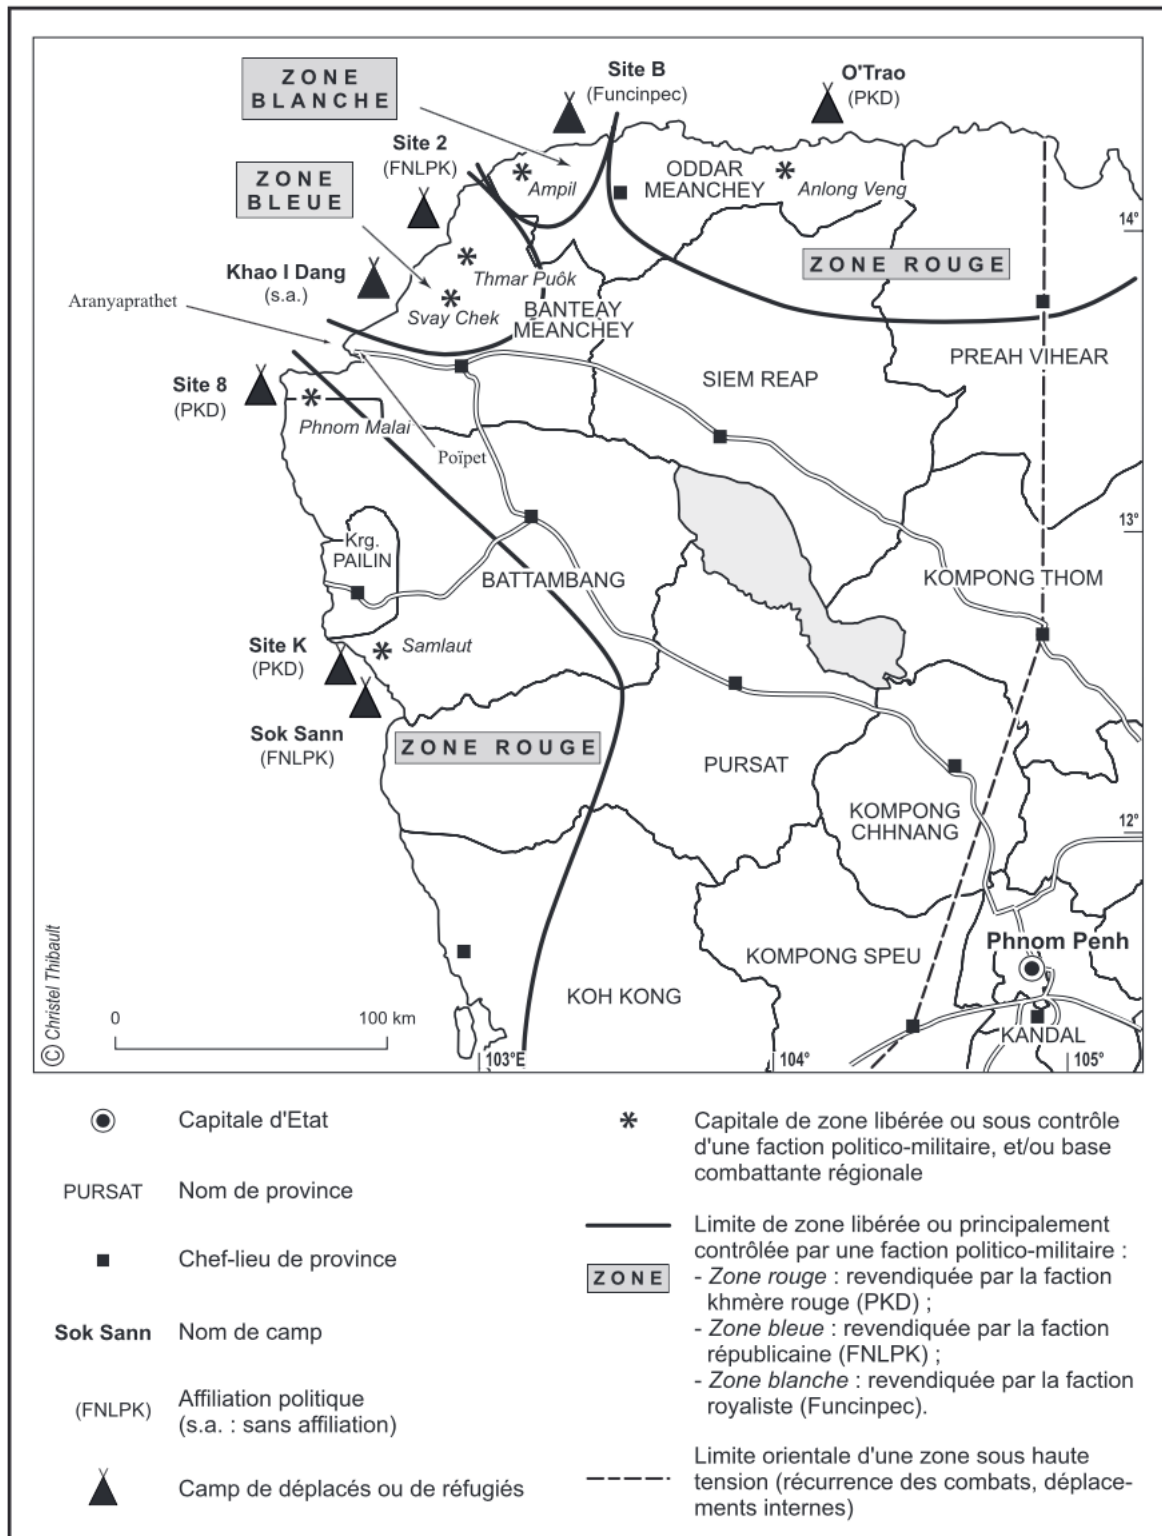 ZONE
BLANCHE
Site B
(Funcinpec)
O'Trao
(PKD)
Site 2
(FNLPK)
ZONE
BLEUE
Ampil
ODDAR
MEANCHEY
Anlong Veng
14°
Khao I Dang
(s.a.)
Thmar Puôk
Svay Chek
ZONE ROUGE
Aranyaprathet
BANTEAY
MEANCHEY
PREAH VIHEAR
SIEM REAP
Site 8
(PKD)
Phnom Malai
Poïpet
13°
Krg.
PAILIN
BATTAMBANG
KOMPONG THOM
Site K
(PKD)
Samlaut
Sok Sann
(FNLPK)
ZONE ROUGE
PURSAT
KOMPONG
CHHNANG
12°
Phnom Penh
KOMPONG SPEU
KOH KONG
KANDAL
© Christel Thibault
0
100 km
103°E
104°
105°
Capitale d'Etat
PURSAT
Nom de province
Chef-lieu de province
Sok Sann
Nom de camp
(FNLPK)
Affiliation politique
(s.a. : sans affiliation)
Camp de déplacés ou de réfugiés
*
Capitale de zone libérée ou sous contrôle
d'une faction politico-militaire, et/ou base
combattante régionale
Limite de zone libérée ou principalement
contrôlée par une faction politico-militaire :
ZONE
- Zone rouge : revendiquée par la faction
khmère rouge (PKD) ;
- Zone bleue : revendiquée par la faction
républicaine (FNLPK) ;
- Zone blanche : revendiquée par la faction
royaliste (Funcinpec).
Limite orientale d'une zone sous haute
tension (récurrence des combats, déplace-
ments internes)